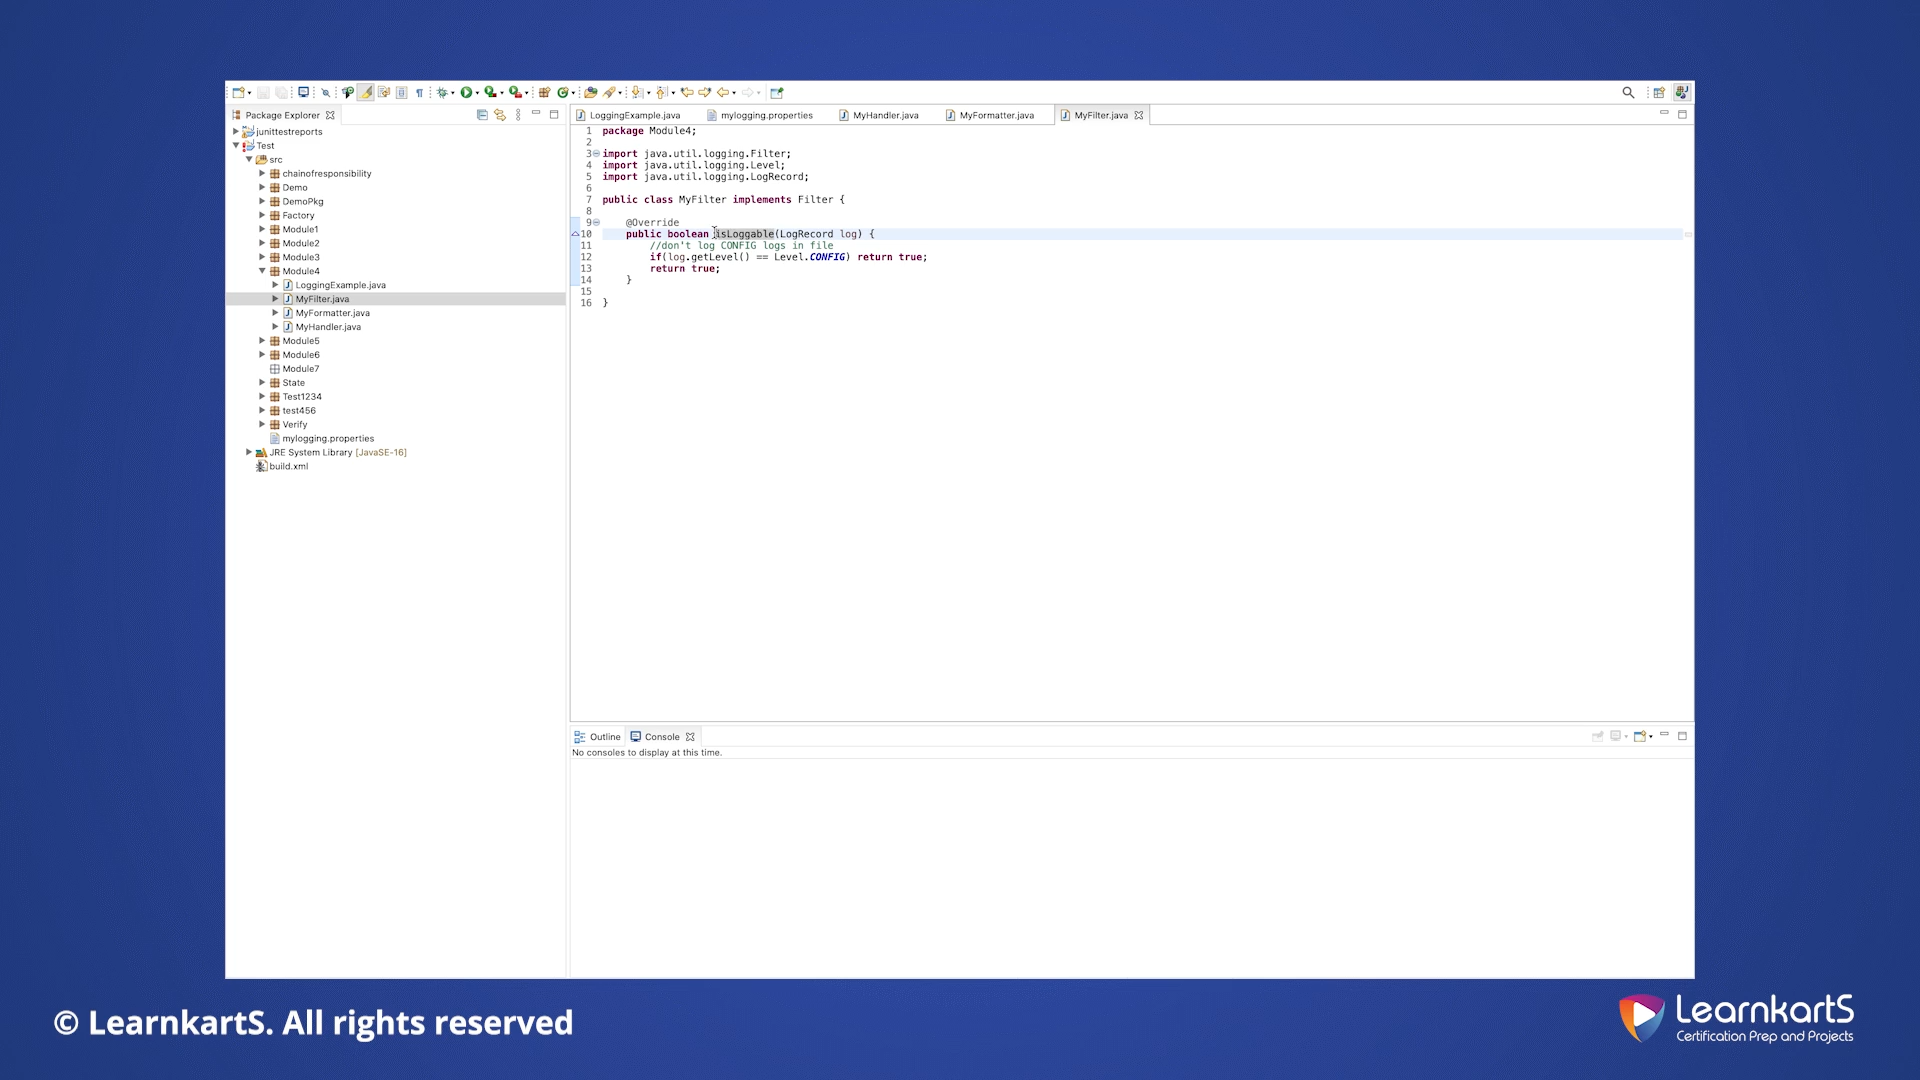 Package Explorer
junittestreports
Test
src
chainofresponsibility
Demo
DemoPkg
Factory
Module1
Module2
Module3
Module4
LoggingExample.java
MyFilter.java
MyFormatter.java
MyHandler.java
Module5
Module6
Module7
State
Test1234
test456
Verify
mylogging.properties
JRE System Library [JavaSE-16]
build.xml
LoggingExample.java mylogging.properties MyHandler.java MyFormatter.java MyFilter.java
1 package Module4;
2
3 import java.util.logging.Filter;
4 import java.util.logging.Level;
5 import java.util.logging.LogRecord;
6
7 public class MyFilter implements Filter {
8
9 @Override
10 public boolean isLoggable(LogRecord log) {
11 //don't log CONFIG logs in file
12 if(log.getLevel() == Level.CONFIG) return true;
13 return true;
14 }
15
16 }
Outline Console
No consoles to display at this time.
© LearnkartS. All rights reserved
LearnkartS
Certification Prep and Projects